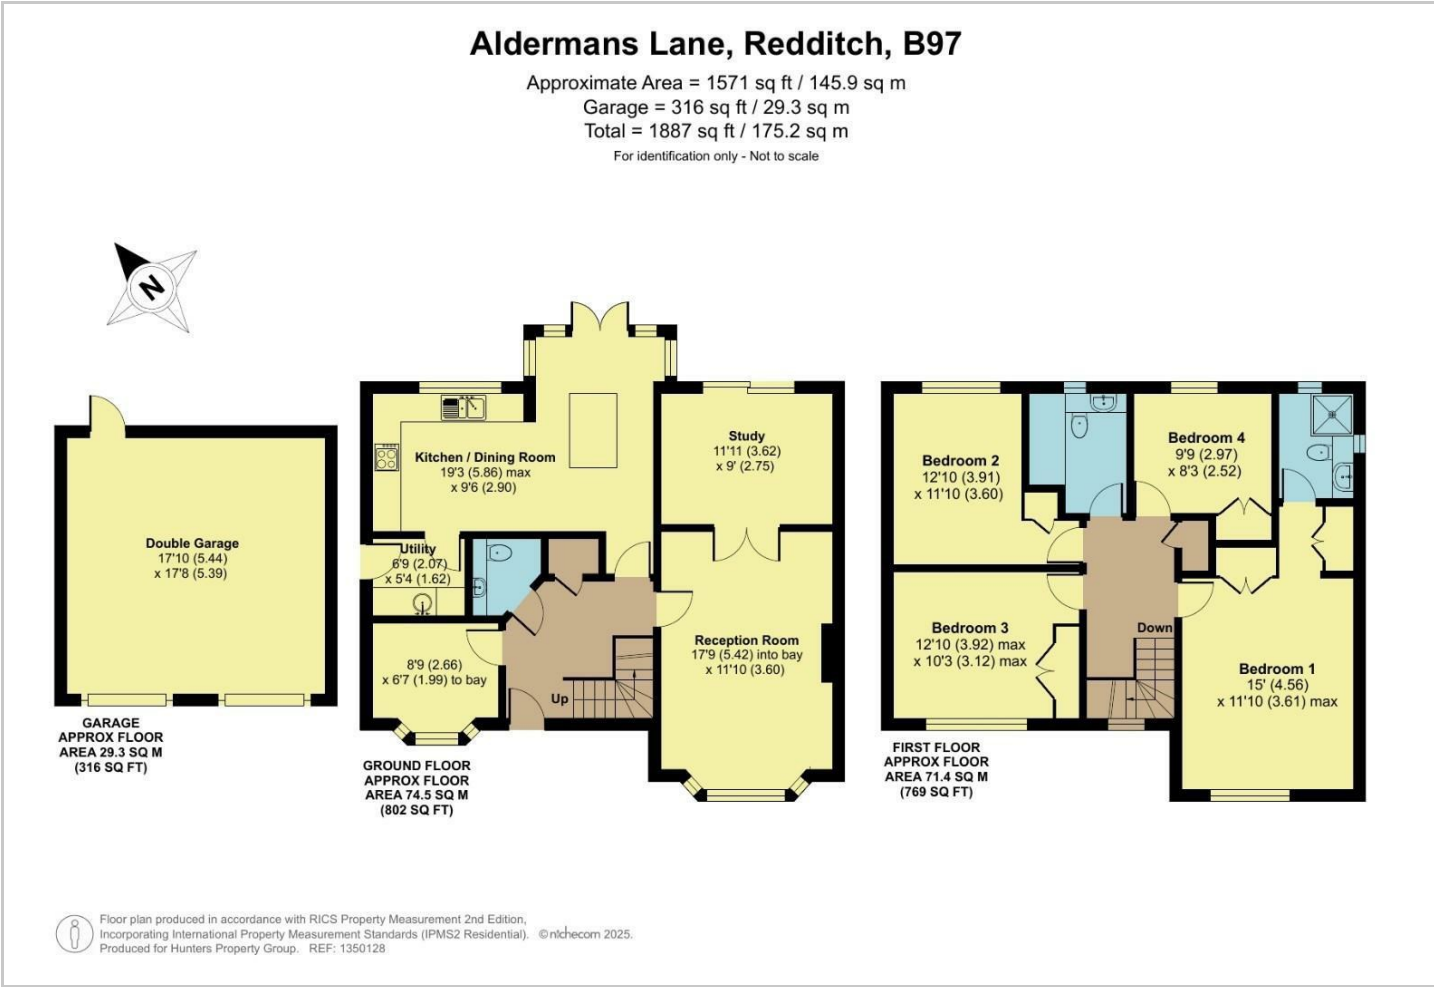 Aldermans Lane, Redditch, B97
Approximate Area = 1571 sq ft / 145.9 sq m
Garage = 316 sq ft / 29.3 sq m
Total = 1887 sq ft / 175.2 sq m
For identification only - Not to scale
N
Double Garage
17'10 (5.44)
x 17'8 (5.39)
GARAGE
APPROX FLOOR
AREA 29.3 SQ M
(316 SQ FT)
Kitchen / Dining Room
19'3 (5.86) max
x 9'6 (2.90)
Study
11'11 (3.62)
x 9' (2.75)
Utility
6'9 (2.07)
x 5'4 (1.62)
8'9 (2.66)
x 6'7 (1.99) to bay
Up
Reception Room
17'9 (5.42) into bay
x 11'10 (3.60)
GROUND FLOOR
APPROX FLOOR
AREA 74.5 SQ M
(802 SQ FT)
Bedroom 2
12'10 (3.91)
x 11'10 (3.60)
Bedroom 4
9'9 (2.97)
x 8'3 (2.52)
Bedroom 3
12'10 (3.92) max
x 10'3 (3.12) max
Down
Bedroom 1
15' (4.56)
x 11'10 (3.61) max
FIRST FLOOR
APPROX FLOOR
AREA 71.4 SQ M
(769 SQ FT)
Floor plan produced in accordance with RICS Property Measurement 2nd Edition,
Incorporating International Property Measurement Standards (IPMS2 Residential). ©nichecom 2025.
Produced for Hunters Property Group. REF: 1350128